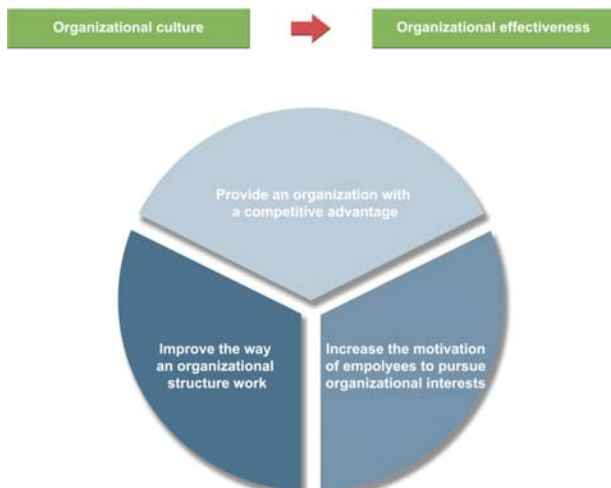 Organizational culture
Organizational effectiveness
Provide an organization with
a competitive advantage
Improve the way
an organizational
structure work
Increase the motivation
of empolyees to pursue
organizational interests